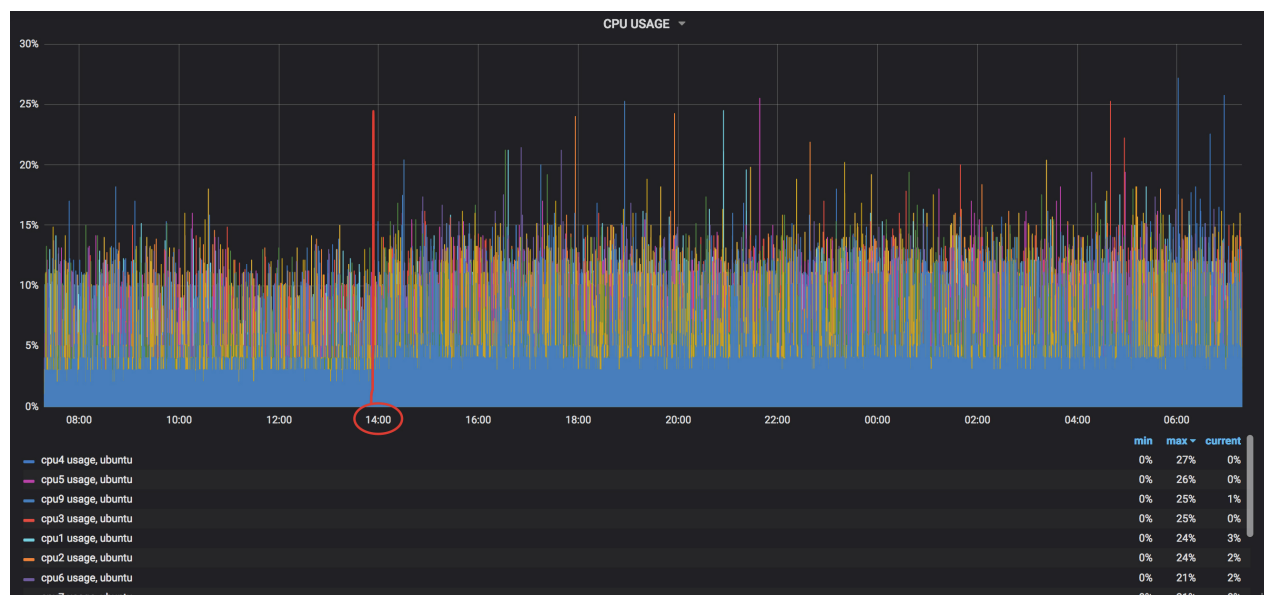 CPU USAGE
30%
25%
20%
15%
10%
5%
0%
08:00 10:00 12:00 14:00 16:00 18:00 20:00 22:00 00:00 02:00 04:00 06:00
min max current
cpu4 usage, ubuntu 0% 27% 0%
cpu5 usage, ubuntu 0% 26% 0%
cpu9 usage, ubuntu 0% 25% 1%
cpu3 usage, ubuntu 0% 25% 0%
cpu1 usage, ubuntu 0% 24% 3%
cpu2 usage, ubuntu 0% 24% 2%
cpu6 usage, ubuntu 0% 21% 2%